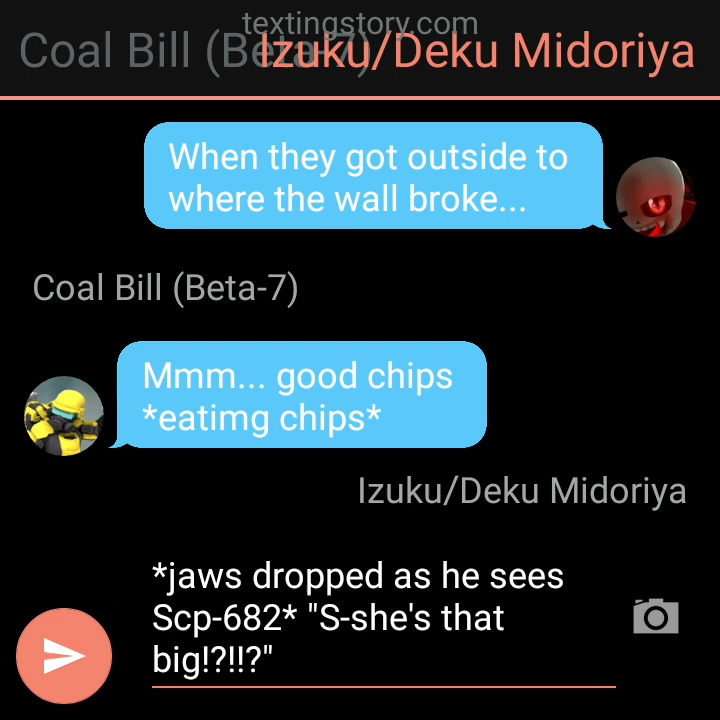 textingstory.com
Coal Bill (Beta-7)
Izuku/Deku Midoriya
When they got outside to
where the wall broke...
Coal Bill (Beta-7)
Mmm... good chips
*eatimg chips*
Izuku/Deku Midoriya
*jaws dropped as he sees
Scp-682* "S-she's that
big!?!!?"